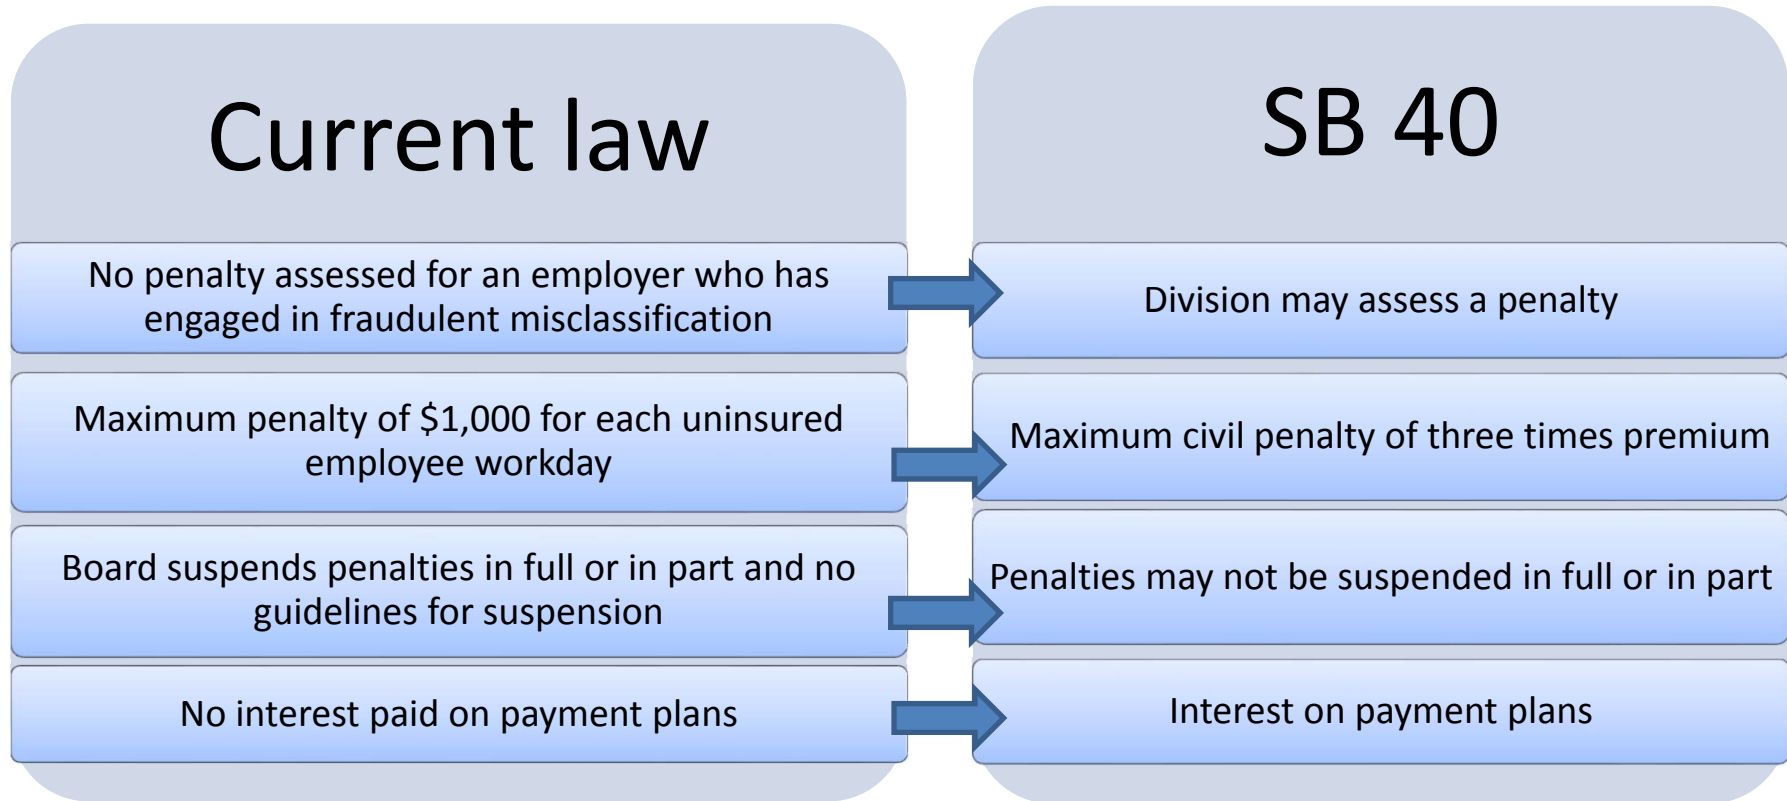 Current law
No penalty assessed for an employer who has
engaged in fraudulent misclassification
Maximum penalty of $1,000 for each uninsured
employee workday
Board suspends penalties in full or in part and no
guidelines for suspension
No interest paid on payment plans
SB 40
Division may assess a penalty
Maximum civil penalty of three times premium
Penalties may not be suspended in full or in part
Interest on payment plans